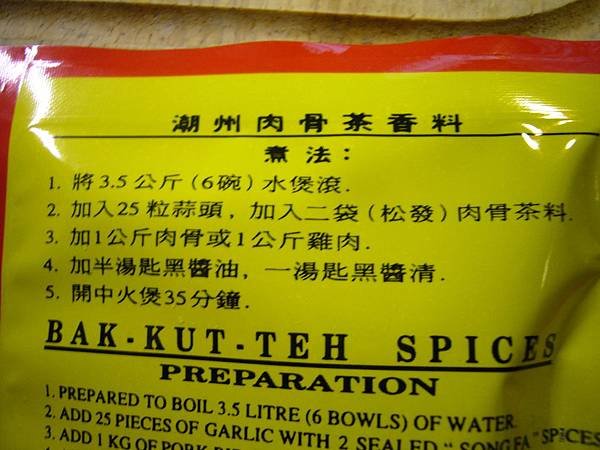 潮州肉骨茶香料
煮法：
1. 將3.5公斤(6碗)水煲滾.
2. 加入25粒蒜頭，加入二袋(松發)肉骨茶料.
3. 加1公斤肉骨或1公斤雞肉.
4. 加半湯匙黑醬油，一湯匙黑醬清.
5. 開中火煲35分鐘.
BAK-KUT-TEH SPICES
PREPARATION
1. PREPARED TO BOIL 3.5 LITRE (6 BOWLS) OF WATER.
2. ADD 25 PIECES OF GARLIC WITH 2 SEALED "SONG FA" SPICES
3. ADD 1 KG OF PORK